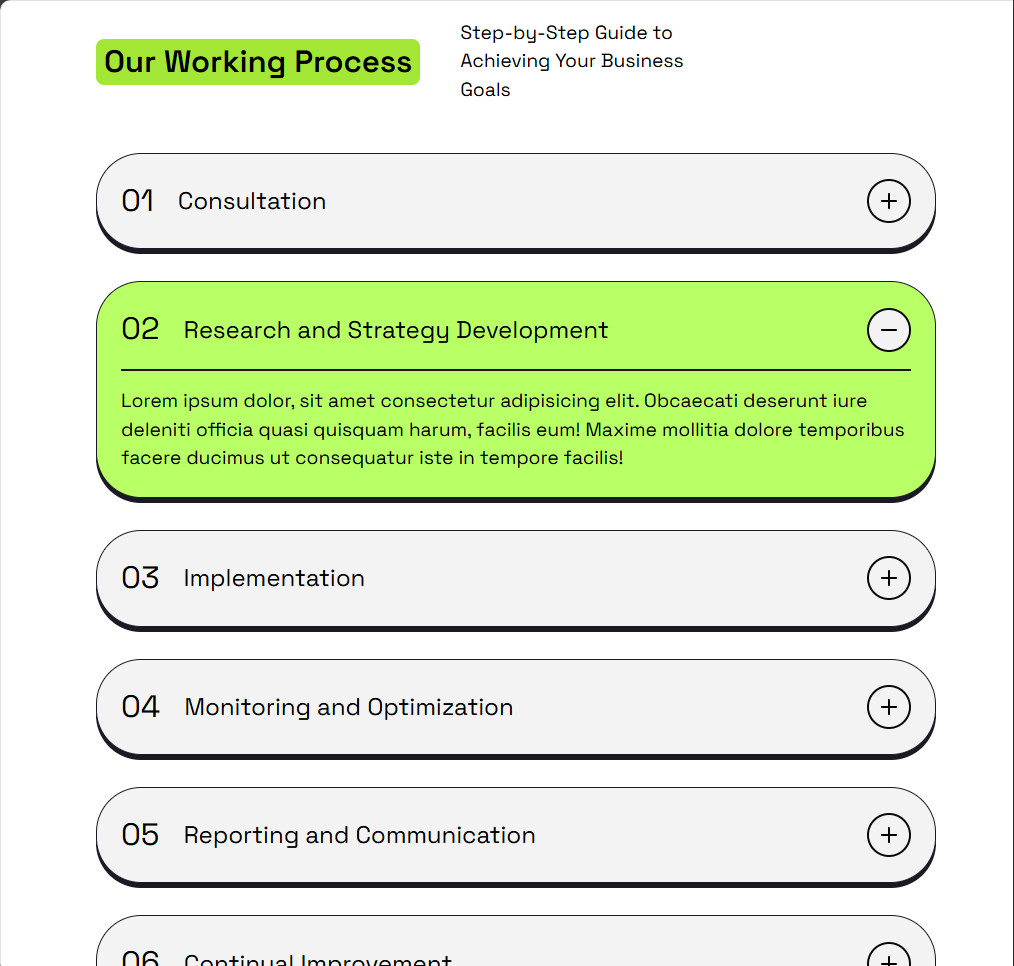 Our Working Process
Step-by-Step Guide to
Achieving Your Business
Goals
01 Consultation
02 Research and Strategy Development
Lorem ipsum dolor, sit amet consectetur adipisicing elit. Obcaecati deserunt iure
deleniti officia quasi quisquam harum, facilis eum! Maxime mollitia dolore temporibus
facere ducimus ut consequatur iste in tempore facilis!
03 Implementation
04 Monitoring and Optimization
05 Reporting and Communication
06 Continual Improvement